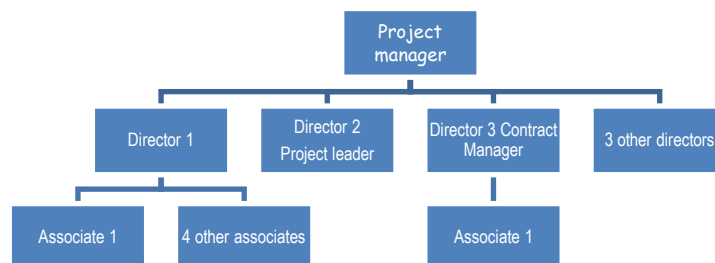 Project
manager
Director 1
Director 2
Project leader
Director 3 Contract
Manager
3 other directors
Associate 1
4 other associates
Associate 1